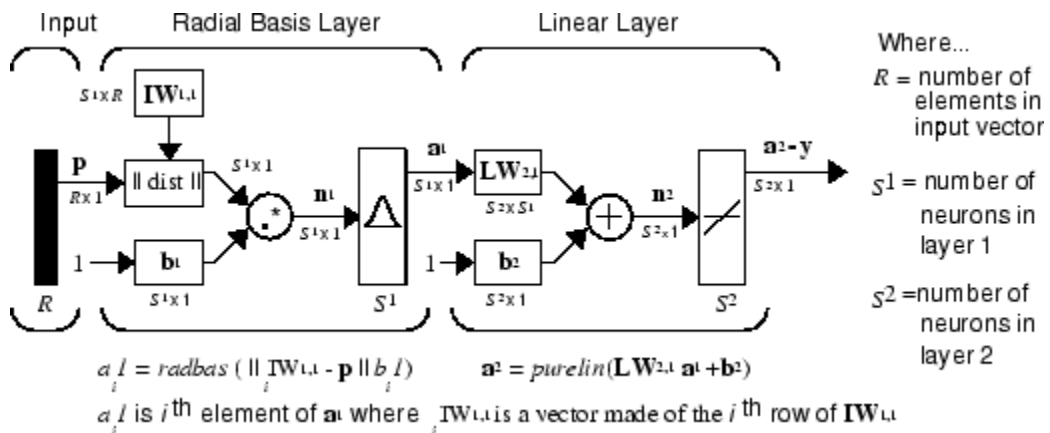 Input Radial Basis Layer Linear Layer
Where...
R = number of
elements in
input vector
S1 = number of
neurons in
layer 1
S2 =number of
neurons in
layer 2
S1 x R IW1,1
p
R x 1
|| dist ||
S1 x 1
1
b1
S1 x 1
.*
n1
S1 x 1
a1
S1 x 1
R S1
LW2,1
S2 x S1
1
b2
S2 x 1
+
n2
S2 x 1
a2 - y
S2 x 1
S2
a i 1 = radbas ( || i IW1,1 - p || b i 1)
a2 = purelin(LW2,1 a1 +b2)
a i 1 is i th element of a1 where i IW1,1 is a vector made of the i th row of IW1,1